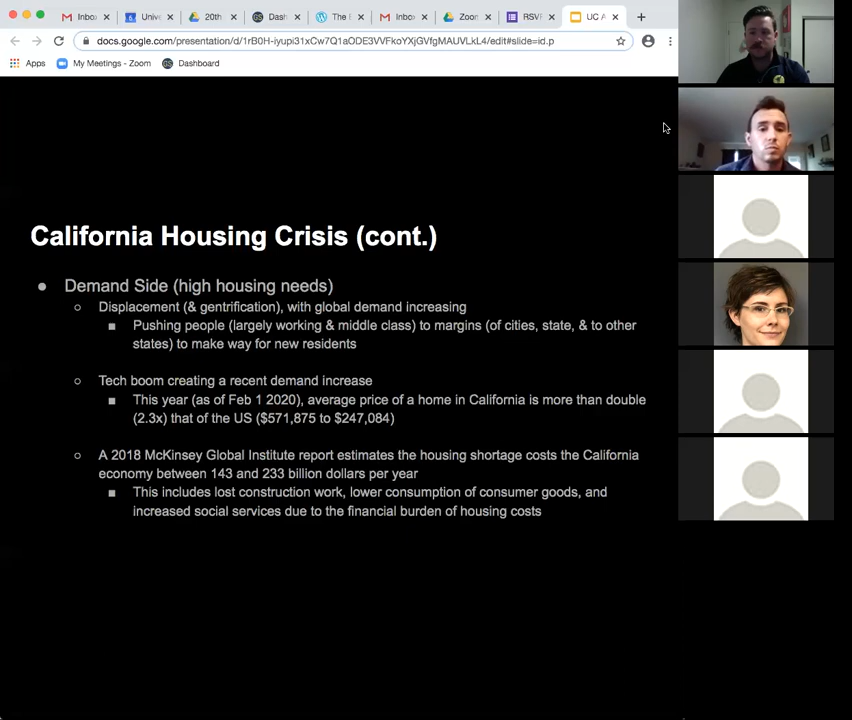 Inbo
Unive
20th
Dash
The E
Inbo
Zoom
RSVP
UC A
docs.google.com/presentation/d/1rB0H-iyupi31xCw7Q1aODE3VVFkoYXjGVfgMAUVLkL4/edit#slide=id.p
Apps
My Meetings - Zoom
Dashboard
California Housing Crisis (cont.)
Demand Side (high housing needs)
Displacement (& gentrification), with global demand increasing
Pushing people (largely working & middle class) to margins (of cities, state, & to other
states) to make way for new residents
Tech boom creating a recent demand increase
This year (as of Feb 1 2020), average price of a home in California is more than double
(2.3x) that of the US ($571,875 to $247,084)
A 2018 McKinsey Global Institute report estimates the housing shortage costs the California
economy between 143 and 233 billion dollars per year
This includes lost construction work, lower consumption of consumer goods, and
increased social services due to the financial burden of housing costs